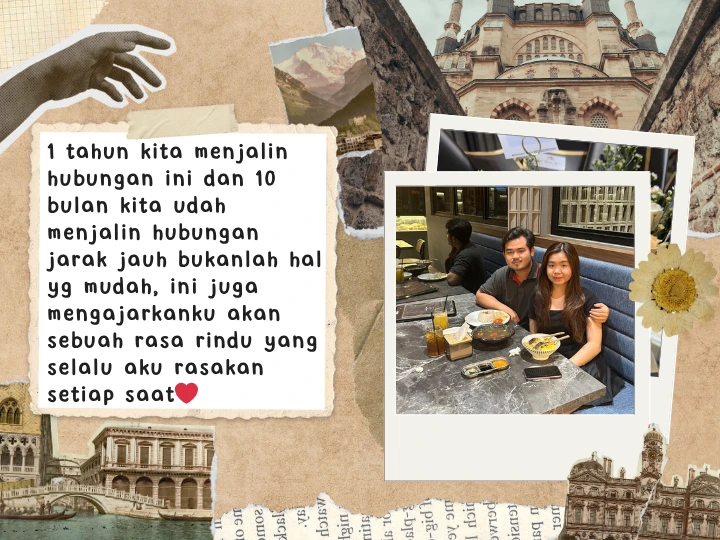 1 tahun kita menjalin
hubungan ini dan 10
bulan kita udah
menjalin hubungan
jarak jauh bukanlah hal
yg mudah, ini juga
mengajarkanku akan
sebuah rasa rindu yang
selalu aku rasakan
setiap saat❤️